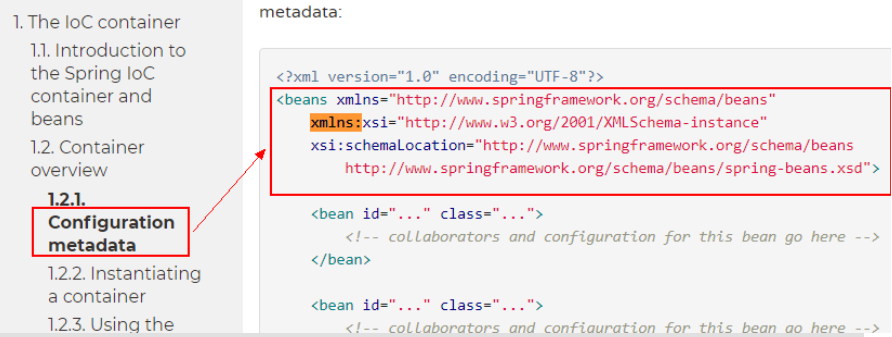 1. The IoC container
1.1. Introduction to
the Spring IoC
container and
beans
1.2. Container
overview
1.2.1.
Configuration
metadata
1.2.2. Instantiating
a container
1.2.3. Using the
metadata:
<?xml version="1.0" encoding="UTF-8"?>
<beans xmlns="http://www.springframework.org/schema/beans"
xmlns:xsi="http://www.w3.org/2001/XMLSchema-instance"
xsi:schemaLocation="http://www.springframework.org/schema/beans
http://www.springframework.org/schema/beans/spring-beans.xsd">
<bean id="..." class="...">
<!-- collaborators and configuration for this bean go here -->
</bean>
<bean id="..." class="...">
<!-- collaborators and configuration for this bean go here -->